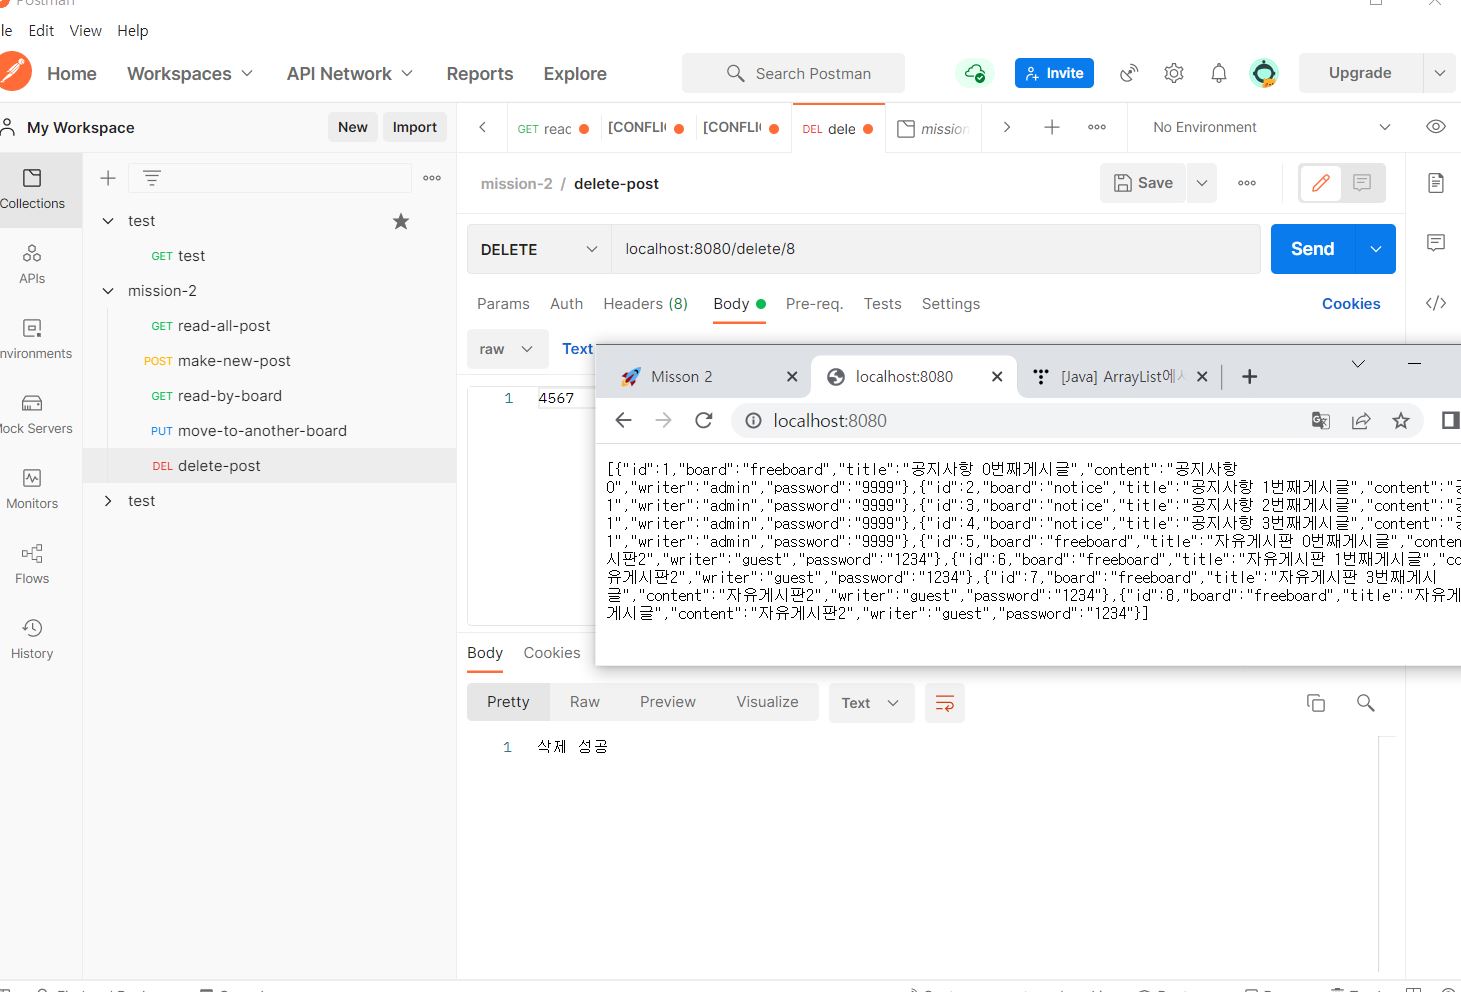 Postman
le Edit View Help
Home Workspaces API Network Reports Explore Search Postman Invite Upgrade
My Workspace New Import GET reac [CONFLI( [CONFLI( DEL dele mission No Environment
mission-2 / delete-post Save
Collections
test
DELETE localhost:8080/delete/8 Send
GET test
APIs
mission-2
Params Auth Headers (8) Body Pre-req. Tests Settings Cookies
GET read-all-post
nvironments
raw Text
POST make-new-post
GET read-by-board
1 4567
Mock Servers
PUT move-to-another-board
DEL delete-post
Monitors
test
Flows
History
Misson 2 localhost:8080 [Java] ArrayList에서
localhost:8080
[{"id":1,"board":"freeboard","title":"공지사항 0번째게시글","content":"공지사항
0","writer":"admin","password":"9999"},{"id":2,"board":"notice","title":"공지사항 1번째게시글","content":"공
1","writer":"admin","password":"9999"},{"id":3,"board":"notice","title":"공지사항 2번째게시글","content":"공
1","writer":"admin","password":"9999"},{"id":4,"board":"notice","title":"공지사항 3번째게시글","content":"공
1","writer":"admin","password":"9999"},{"id":5,"board":"freeboard","title":"자유게시판 0번째게시글","conten
시판2","writer":"guest","password":"1234"},{"id":6,"board":"freeboard","title":"자유게시판 1번째게시글","co
유게시판2","writer":"guest","password":"1234"},{"id":7,"board":"freeboard","title":"자유게시판 3번째게시
글","content":"자유게시판2","writer":"guest","password":"1234"},{"id":8,"board":"freeboard","title":"자유게
게시글","content":"자유게시판2","writer":"guest","password":"1234"}]
Body Cookies
Pretty Raw Preview Visualize Text
1 삭제 성공